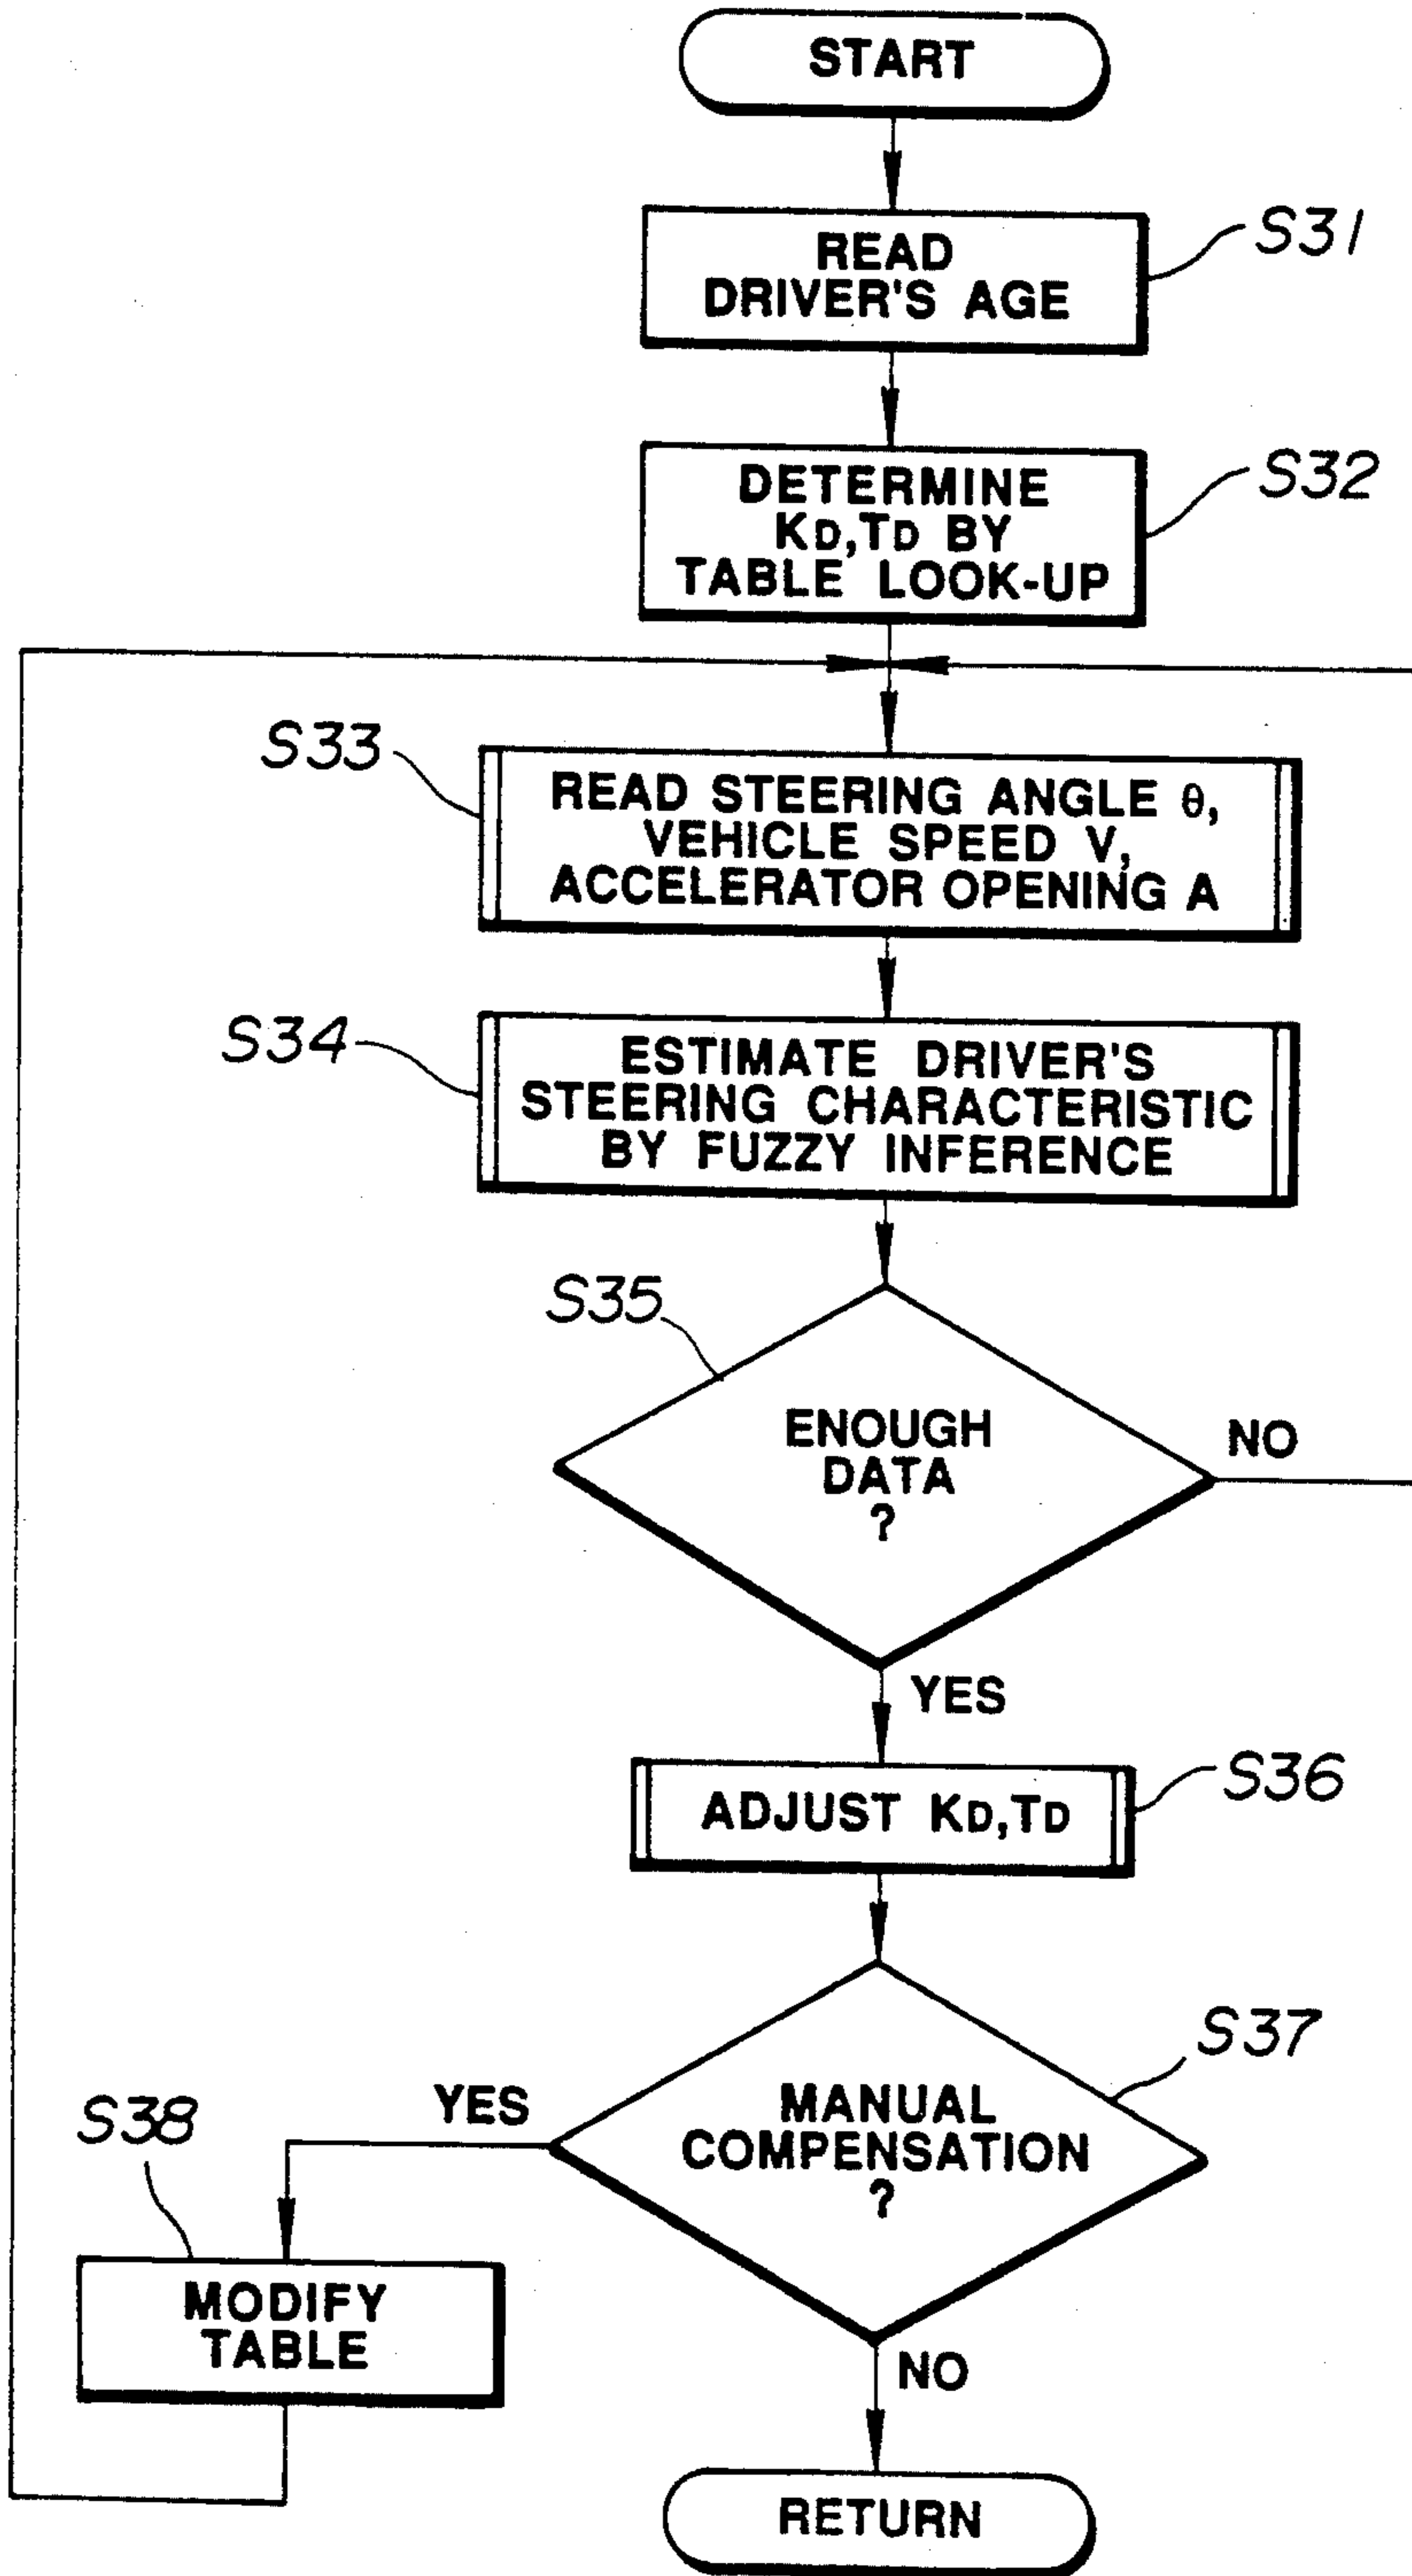 START
READ
DRIVER'S AGE
S31
DETERMINE
KD,TD BY
TABLE LOOK-UP
S32
S33
READ STEERING ANGLE θ,
VEHICLE SPEED V,
ACCELERATOR OPENING A
S34
ESTIMATE DRIVER'S
STEERING CHARACTERISTIC
BY FUZZY INFERENCE
S35
ENOUGH
DATA
?
NO
YES
ADJUST KD,TD
S36
S37
MANUAL
COMPENSATION
?
YES
S38
MODIFY
TABLE
NO
RETURN